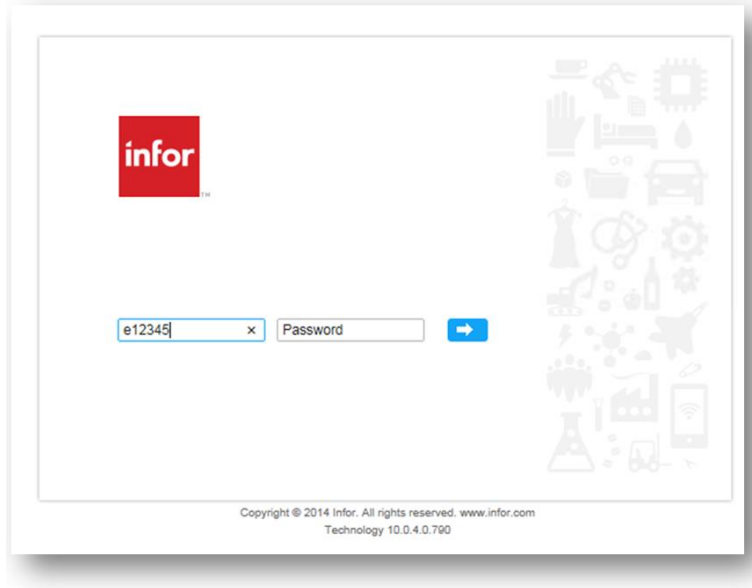 infor
TM
e12345
Password
Copyright © 2014 Infor. All rights reserved. www.infor.com
Technology 10.0.4.0.790